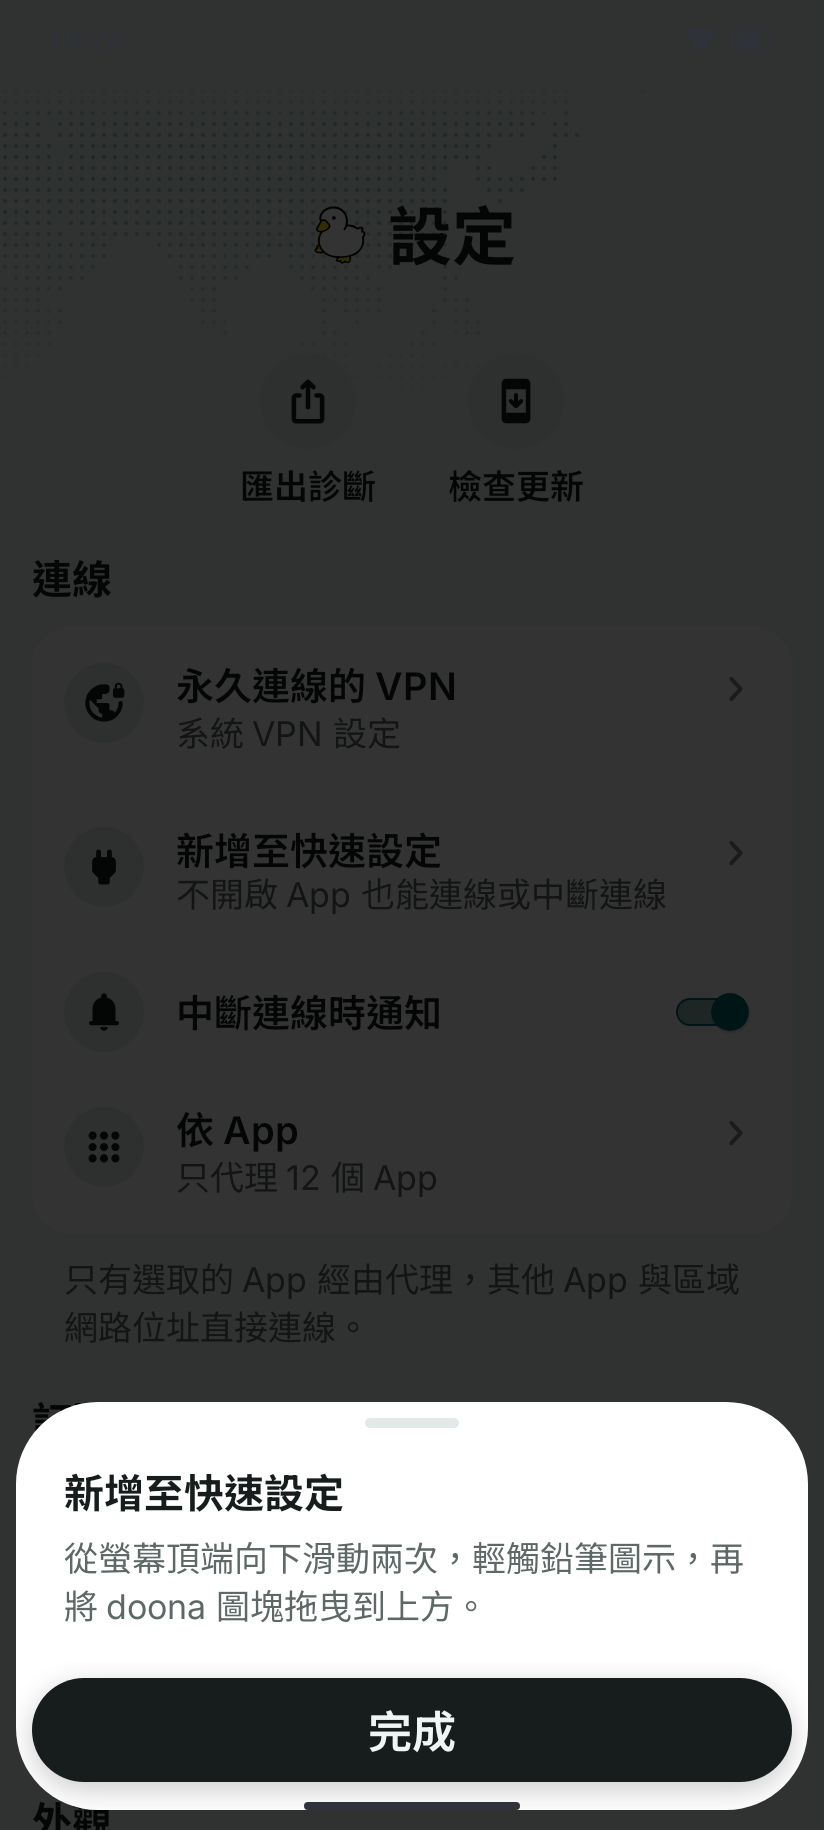 設定
匯出診斷
檢查更新
連線
永久連線的 VPN
系統 VPN 設定
新增至快速設定
不開啟 App 也能連線或中斷連線
中斷連線時通知
依 App
只代理 12 個 App
只有選取的 App 經由代理，其他 App 與區域
網路位址直接連線。
新增至快速設定
從螢幕頂端向下滑動兩次，輕觸鉛筆圖示，再
將 doona 圖塊拖曳到上方。
完成
外觀